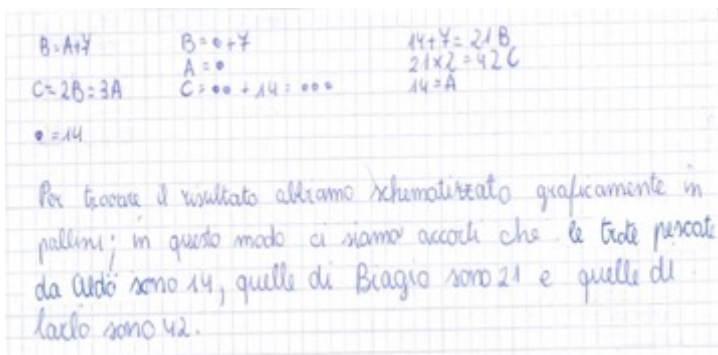 B=A+7 B=•+7 14+7=21 B
A=• 21x2=42 C
C=2B=3A C=••+14=••• 14=A
•=14
Per trovare il risultato abbiamo schematizzato graficamente in
pallini; in questo modo ci siamo accorti che le trote pescate
da Aldo sono 14, quelle di Biagio sono 21 e quelle di
Carlo sono 42.